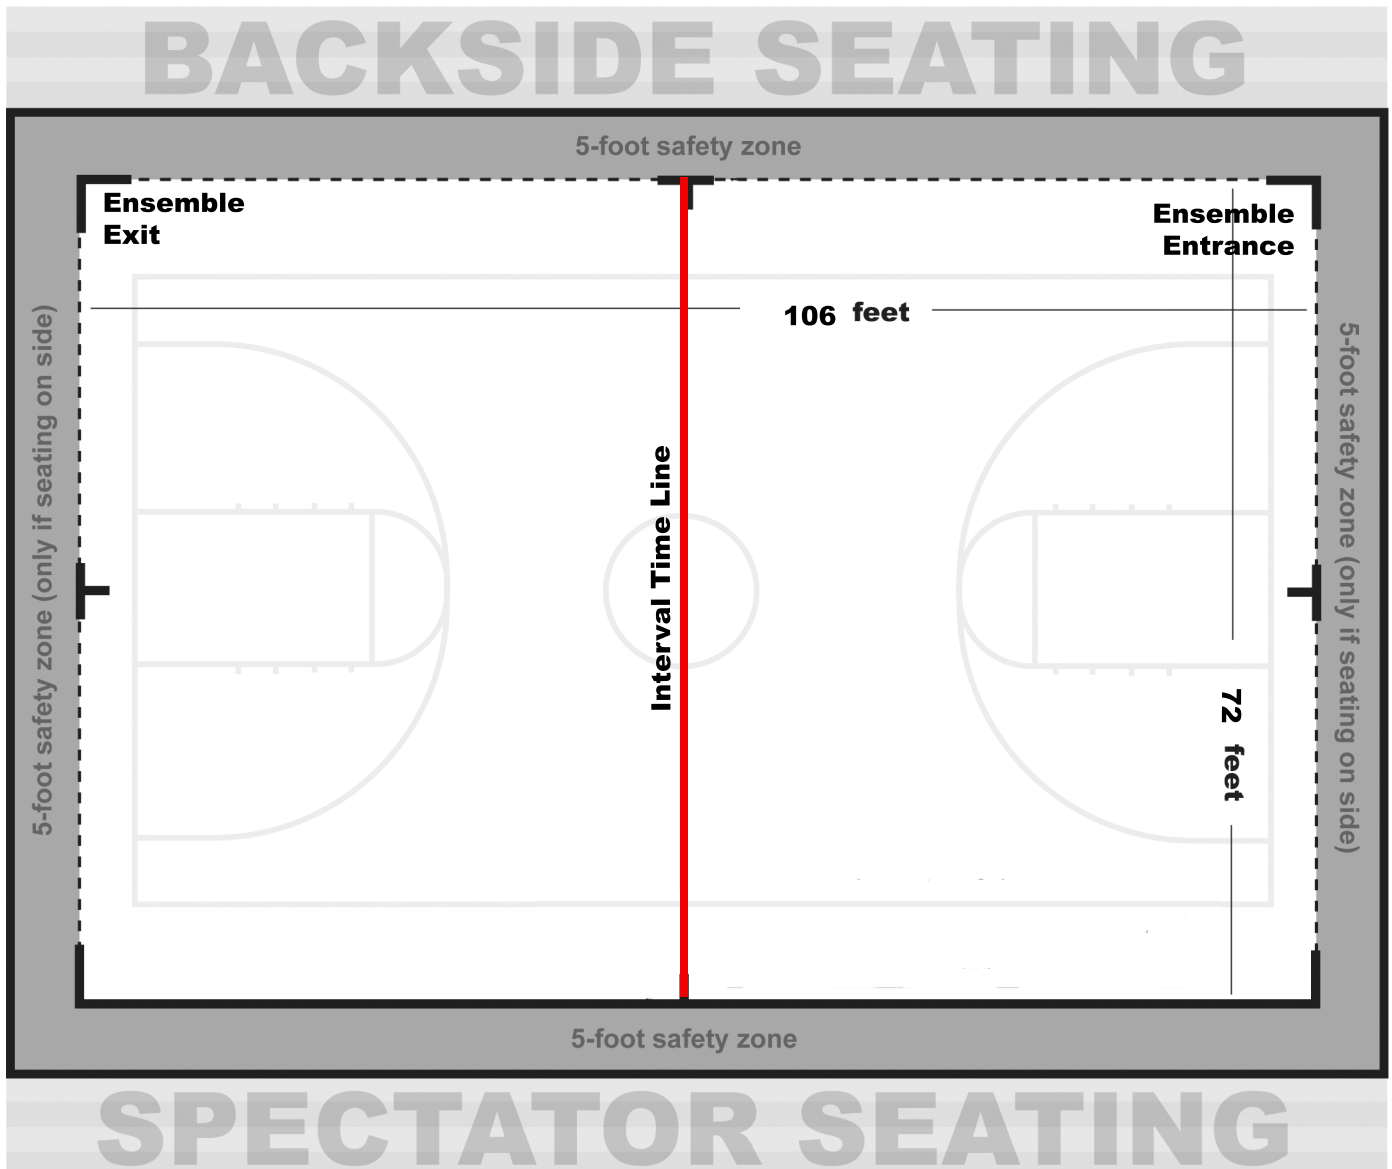 BACKSIDE SEATING
5-foot safety zone
Ensemble
Exit
Ensemble
Entrance
106 feet
5-foot safety zone (only if seating on side)
Interval Time Line
72 feet
5-foot safety zone (only if seating on side)
5-foot safety zone
SPECTATOR SEATING